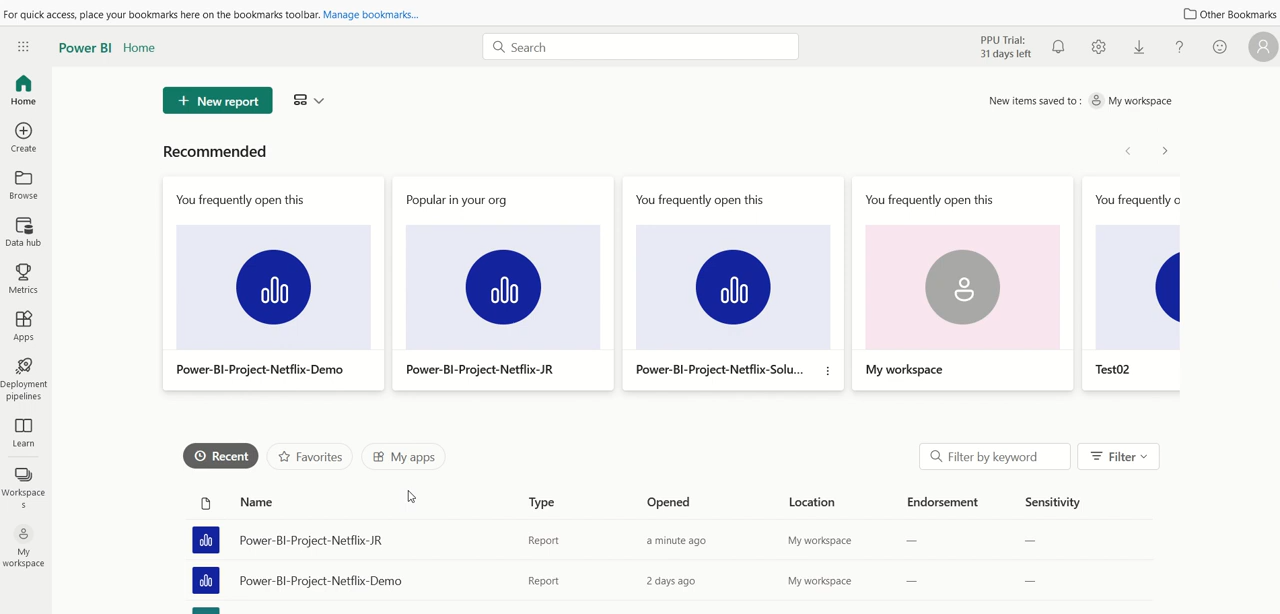 For quick access, place your bookmarks here on the bookmarks toolbar. Manage bookmarks...
Other Bookmarks
Power BI Home
Search
PPU Trial:
31 days left
Home
Create
Browse
Data hub
Metrics
Apps
Deployment
pipelines
Learn
Workspace
s
My
workspace
+ New report
New items saved to : My workspace
Recommended
You frequently open this
Power-BI-Project-Netflix-Demo
Popular in your org
Power-BI-Project-Netflix-JR
You frequently open this
Power-BI-Project-Netflix-Solu...
You frequently open this
My workspace
You frequently o
Test02
Recent
Favorites
My apps
Filter by keyword
Filter
Name Type Opened Location Endorsement Sensitivity
Power-BI-Project-Netflix-JR Report a minute ago My workspace — —
Power-BI-Project-Netflix-Demo Report 2 days ago My workspace — —